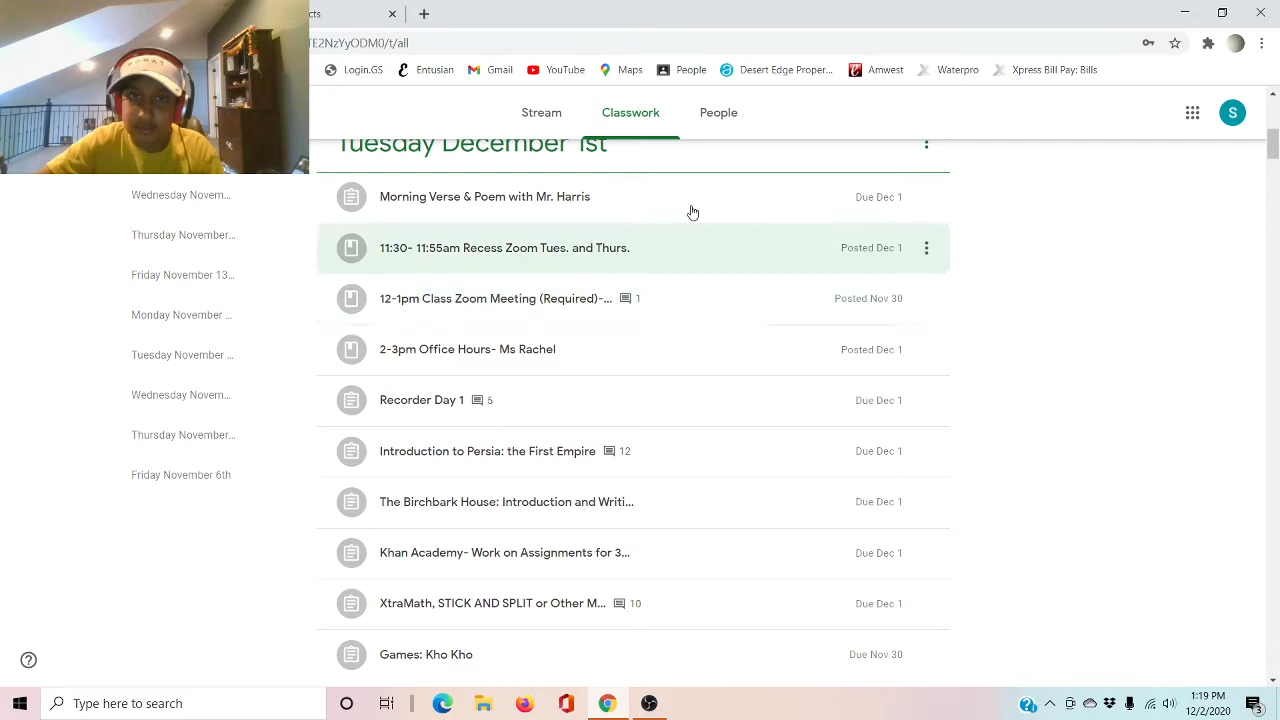 cts
TE2NzYyODM0/t/all
Login.GS
Entusian
Gmail
YouTube
Maps
People
Desert Edge Proper...
Amwest
Waterpro
Xpress Bill Pay: Bills
Stream
Classwork
People
S
Tuesday December 1st
Wednesday Novem...
Thursday November...
Friday November 13...
Monday November ...
Tuesday November ...
Wednesday Novem...
Thursday November...
Friday November 6th
Morning Verse & Poem with Mr. Harris Due Dec 1
11:30- 11:55am Recess Zoom Tues. and Thurs. Posted Dec 1
12-1pm Class Zoom Meeting (Required)-... 1 Posted Nov 30
2-3pm Office Hours- Ms Rachel Posted Dec 1
Recorder Day 1 5 Due Dec 1
Introduction to Persia: the First Empire 12 Due Dec 1
The Birchbark House: Introduction and Writi... Due Dec 1
Khan Academy- Work on Assignments for 3... Due Dec 1
XtraMath, STICK AND SPLIT or Other M... 10 Due Dec 1
Games: Kho Kho Due Nov 30
Type here to search
1:19 PM
12/2/2020
3